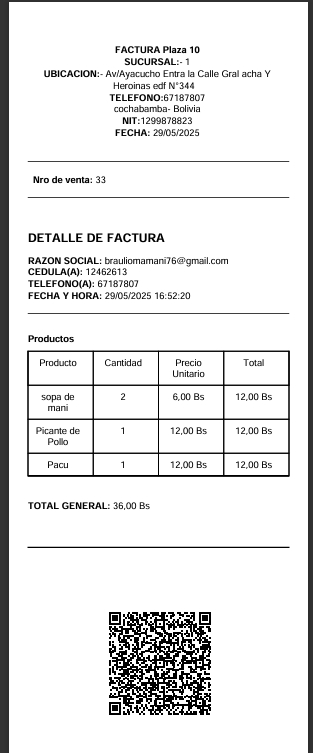 FACTURA Plaza 10
SUCURSAL:- 1
UBICACION:- Av/Ayacucho Entra la Calle Gral acha Y
Heroinas edf N°344
TELEFONO:67187807
cochabamba- Bolivia
NIT:1299878823
FECHA: 29/05/2025
Nro de venta: 33
DETALLE DE FACTURA
RAZON SOCIAL: brauliomamani76@gmail.com
CEDULA(A): 12462613
TELEFONO(A): 67187807
FECHA Y HORA: 29/05/2025 16:52:20
Productos
Producto Cantidad Precio Unitario Total
sopa de mani 2 6,00 Bs 12,00 Bs
Picante de Pollo 1 12,00 Bs 12,00 Bs
Pacu 1 12,00 Bs 12,00 Bs
TOTAL GENERAL: 36,00 Bs